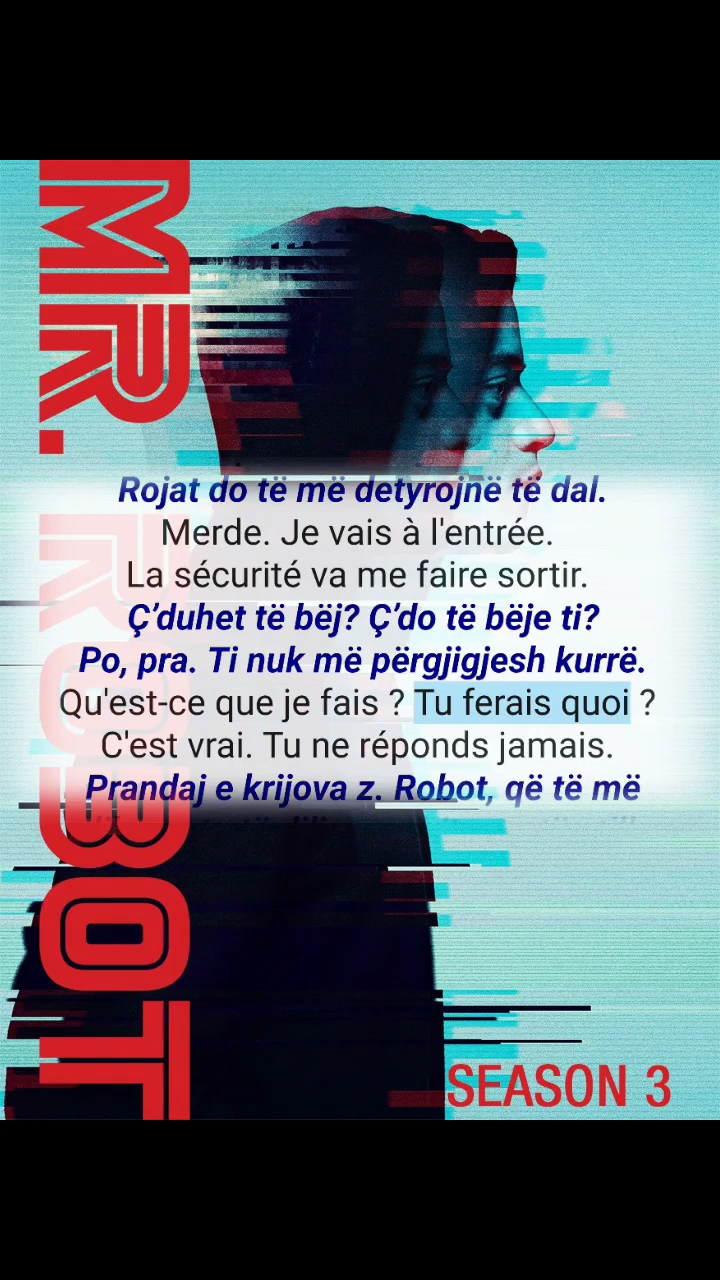 MR. ROBOT
Rojat do të më detyrojnë të dal.
Merde. Je vais à l'entrée.
La sécurité va me faire sortir.
Ç’duhet të bëj? Ç’do të bëje ti?
Po, pra. Ti nuk më përgjigjesh kurrë.
Qu'est-ce que je fais ? Tu ferais quoi ?
C'est vrai. Tu ne réponds jamais.
Prandaj e krijova z. Robot, që të më
SEASON 3